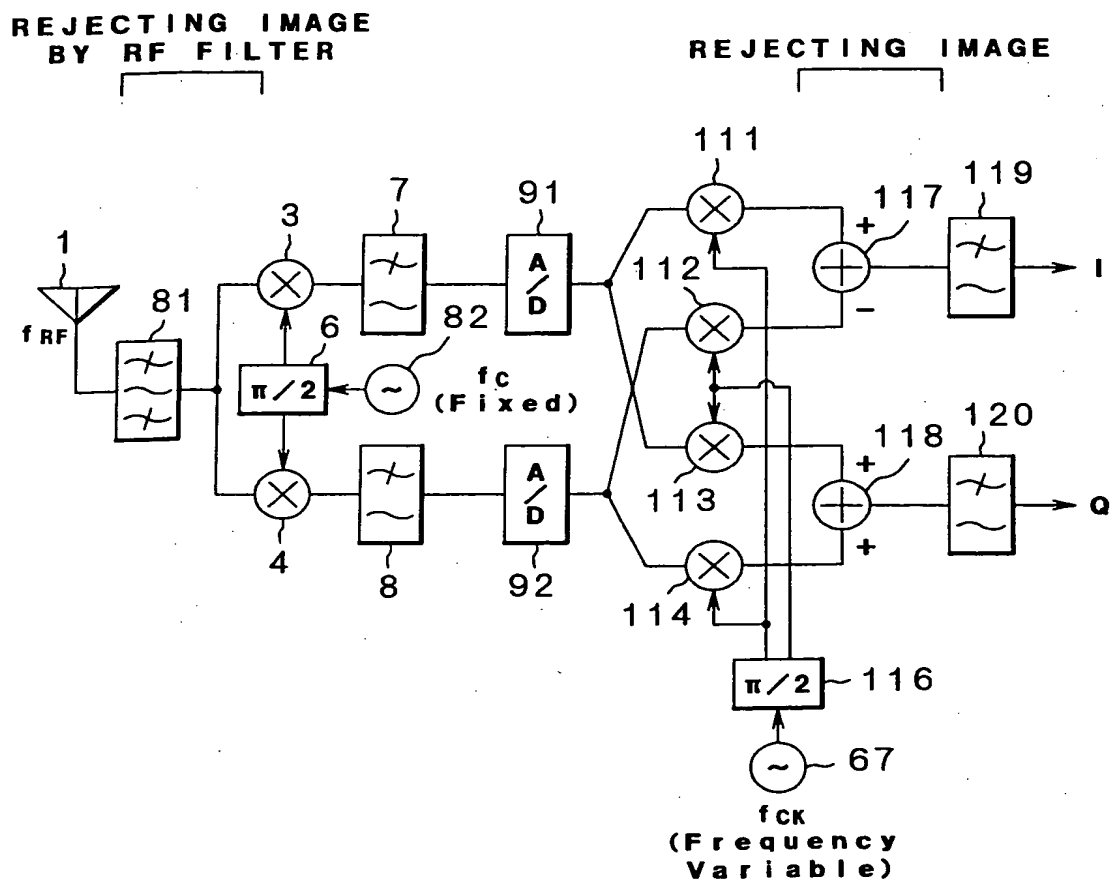 REJECTING IMAGE
BY RF FILTER
REJECTING IMAGE
111
119
117
+
91
7
3
1
A/D
112
I
81
82
6
−
fRF
π/2
~
fC
(Fixed)
120
118
+
A/D
113
Q
4
+
8
92
114
π/2
116
~
67
fCK
(Frequency
Variable)